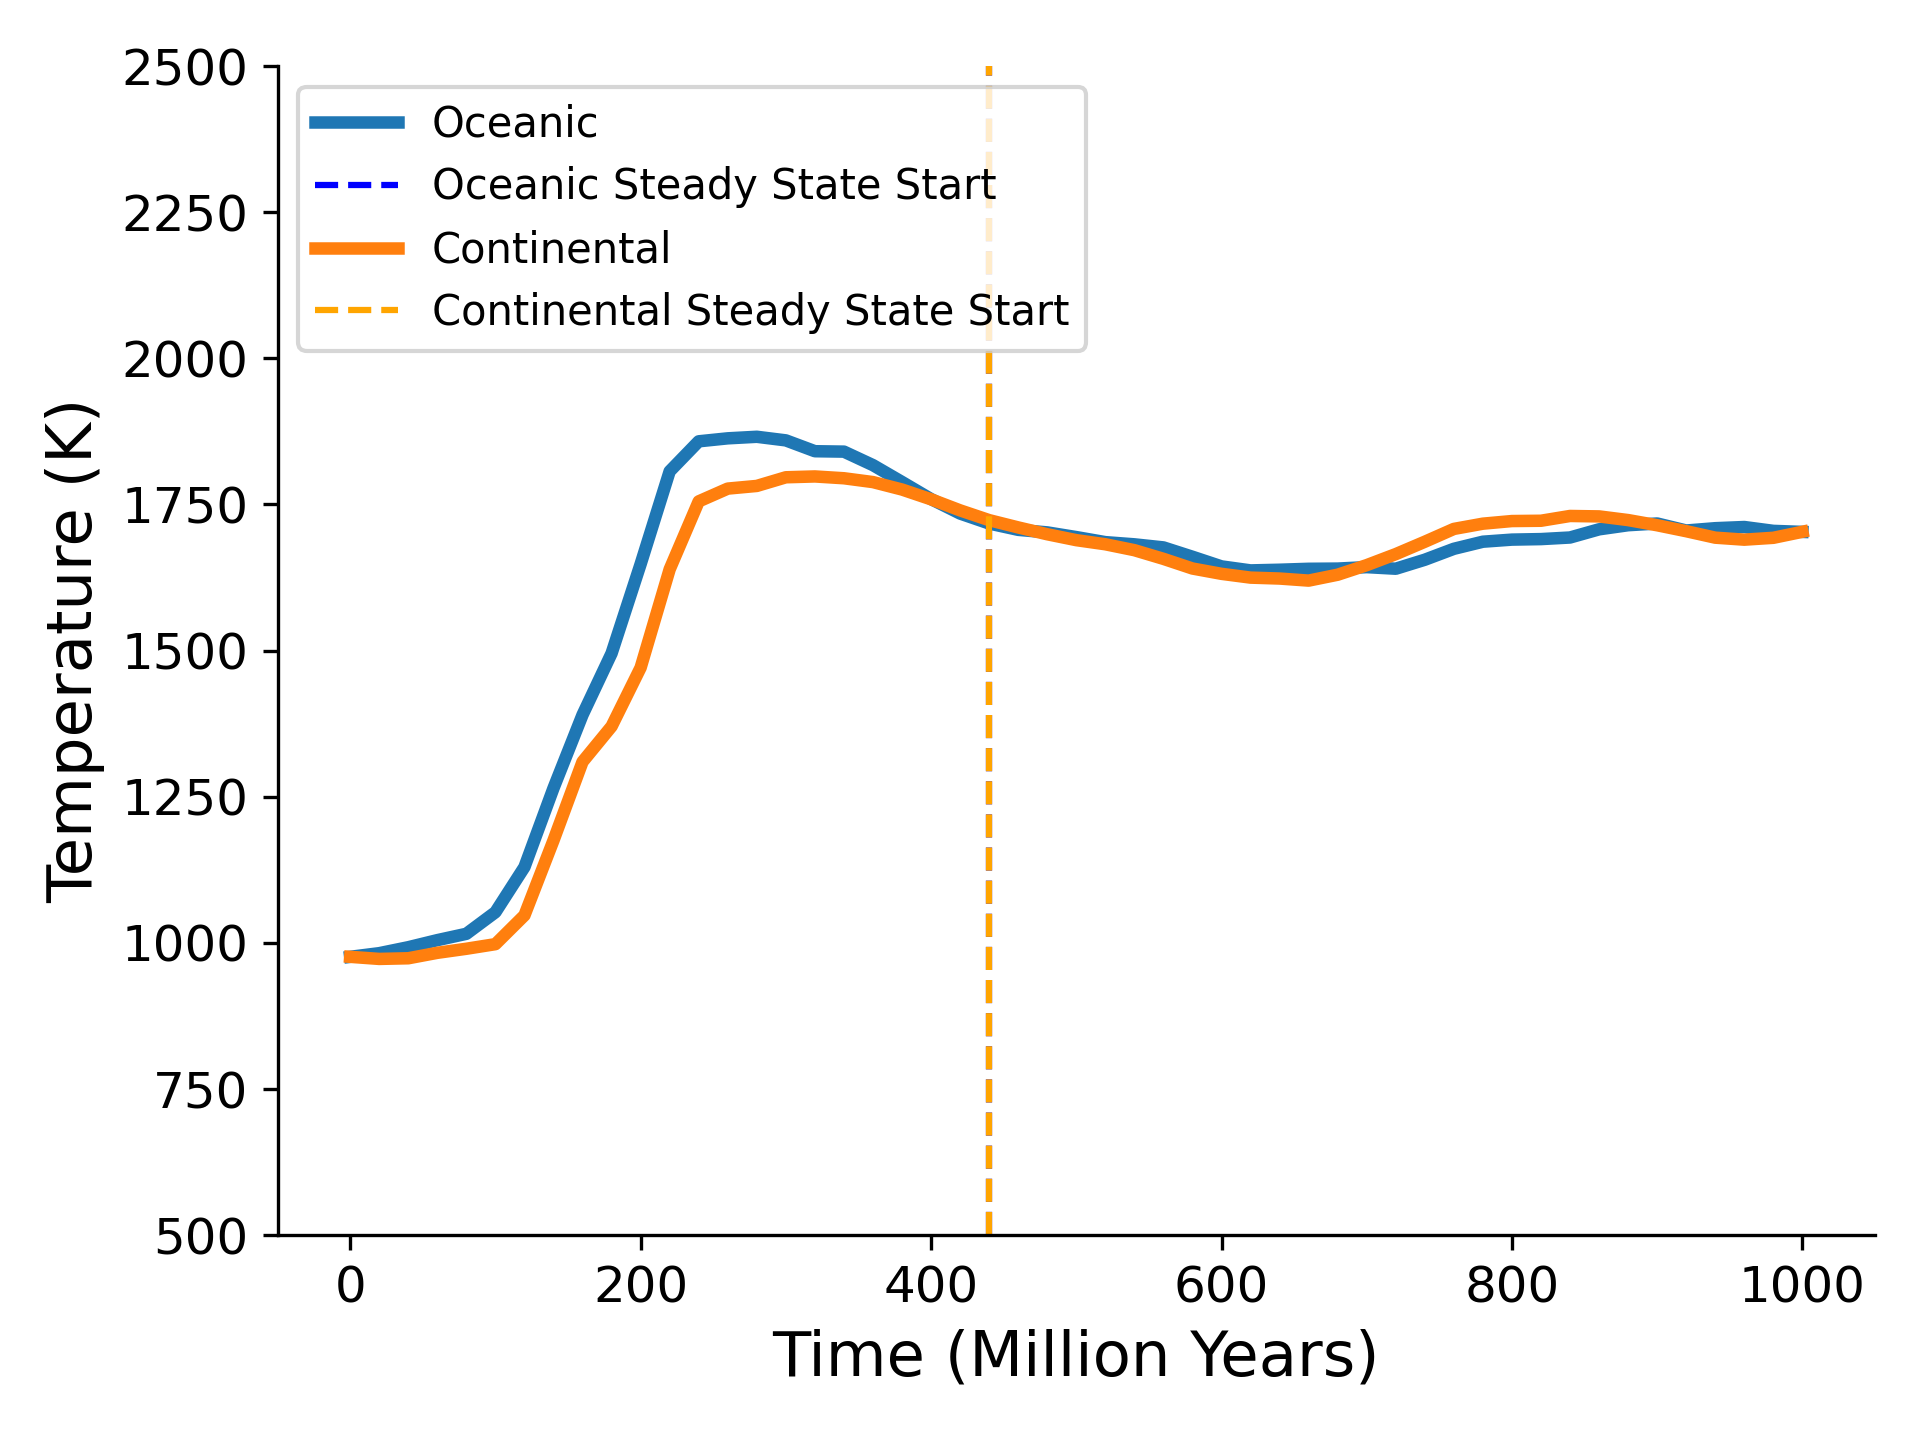 Oceanic
Oceanic Steady State Start
Continental
Continental Steady State Start
2500
2250
2000
1750
1500
1250
1000
750
500
Temperature (K)
0 200 400 600 800 1000
Time (Million Years)